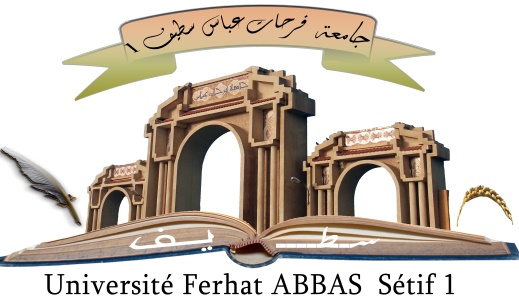 جامعة فرحات عباس سطيف 1
سطيف
Université Ferhat ABBAS Sétif 1